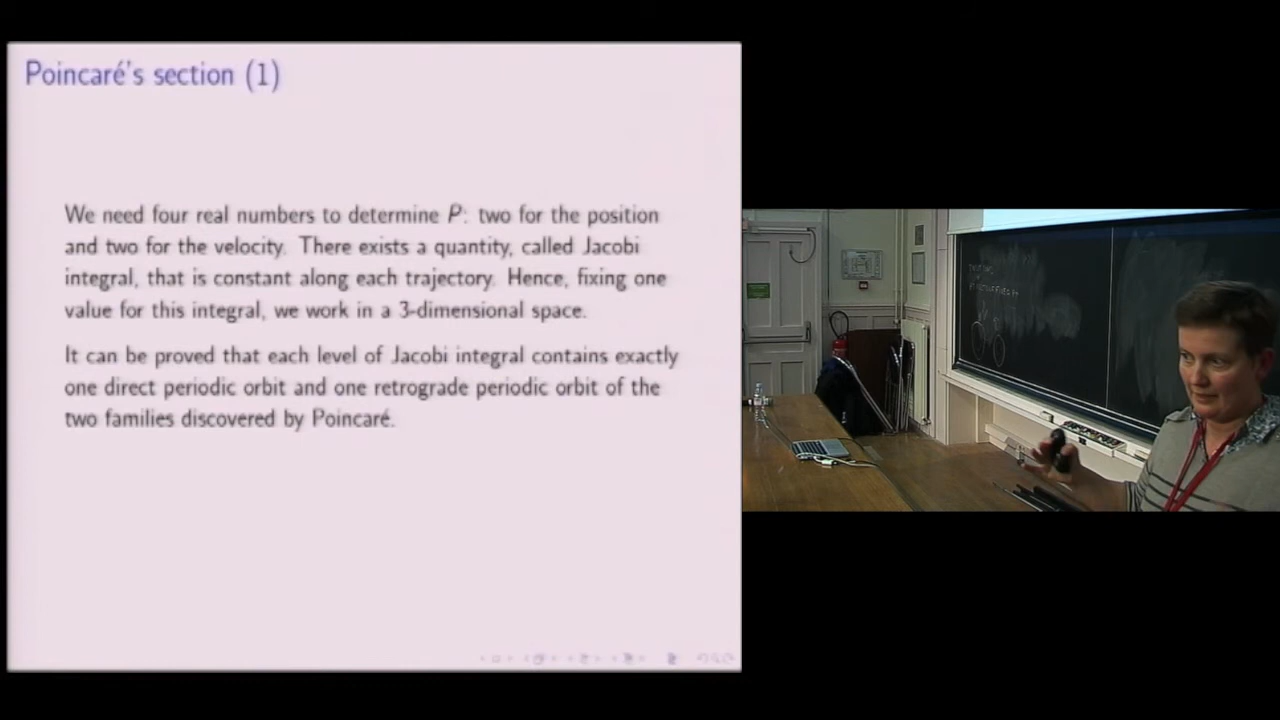 Poincaré's section (1)
We need four real numbers to determine P: two for the position
and two for the velocity. There exists a quantity, called Jacobi
integral, that is constant along each trajectory. Hence, fixing one
value for this integral, we work in a 3-dimensional space.
It can be proved that each level of Jacobi integral contains exactly
one direct periodic orbit and one retrograde periodic orbit of the
two families discovered by Poincaré.